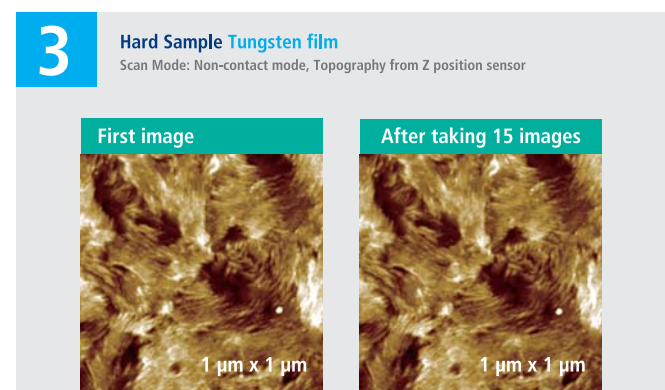 3
Hard Sample Tungsten film
Scan Mode: Non-contact mode, Topography from Z position sensor
First image
After taking 15 images
1 µm x 1 µm
1 µm x 1 µm